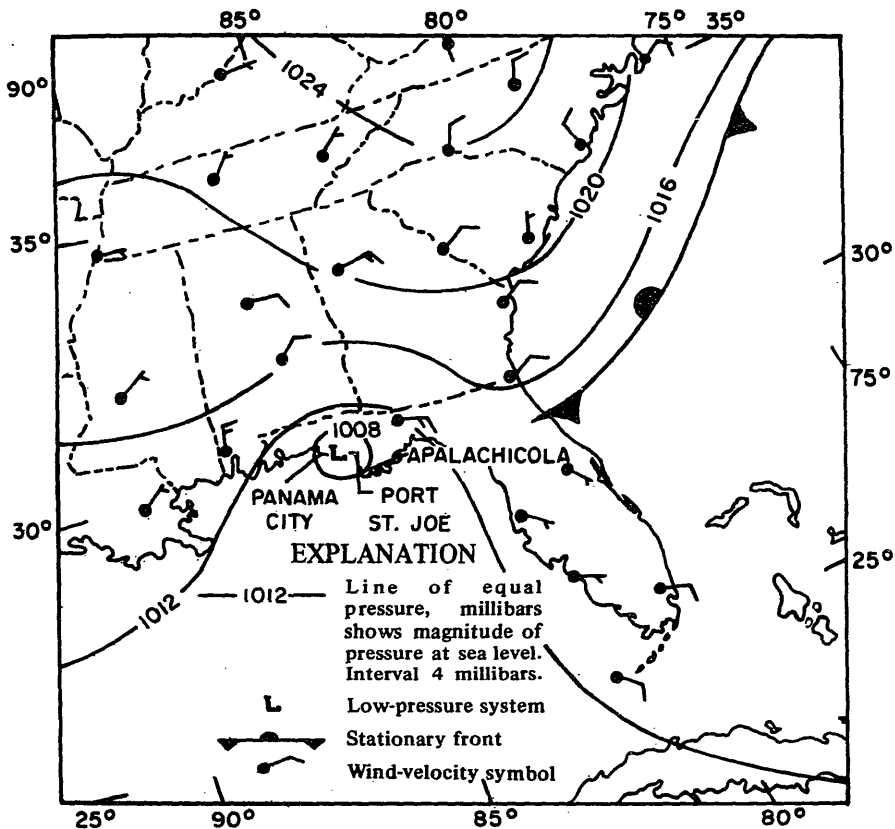 85° 80° 75° 35°
90°
1024
1020
1016
35°
30°
75°
1008
L
APALACHICOLA
PANAMA CITY
PORT ST. JOE
30°
25°
1012
EXPLANATION
1012
Line of equal
pressure, millibars
shows magnitude of
pressure at sea level.
Interval 4 millibars.
L Low-pressure system
Stationary front
Wind-velocity symbol
25° 90° 85° 80°